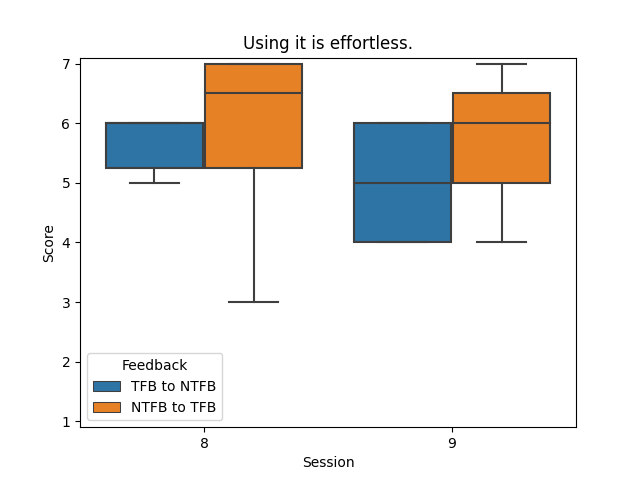 Using it is effortless.
7
6
5
4
3
2
1
Score
Feedback
TFB to NTFB
NTFB to TFB
8
9
Session